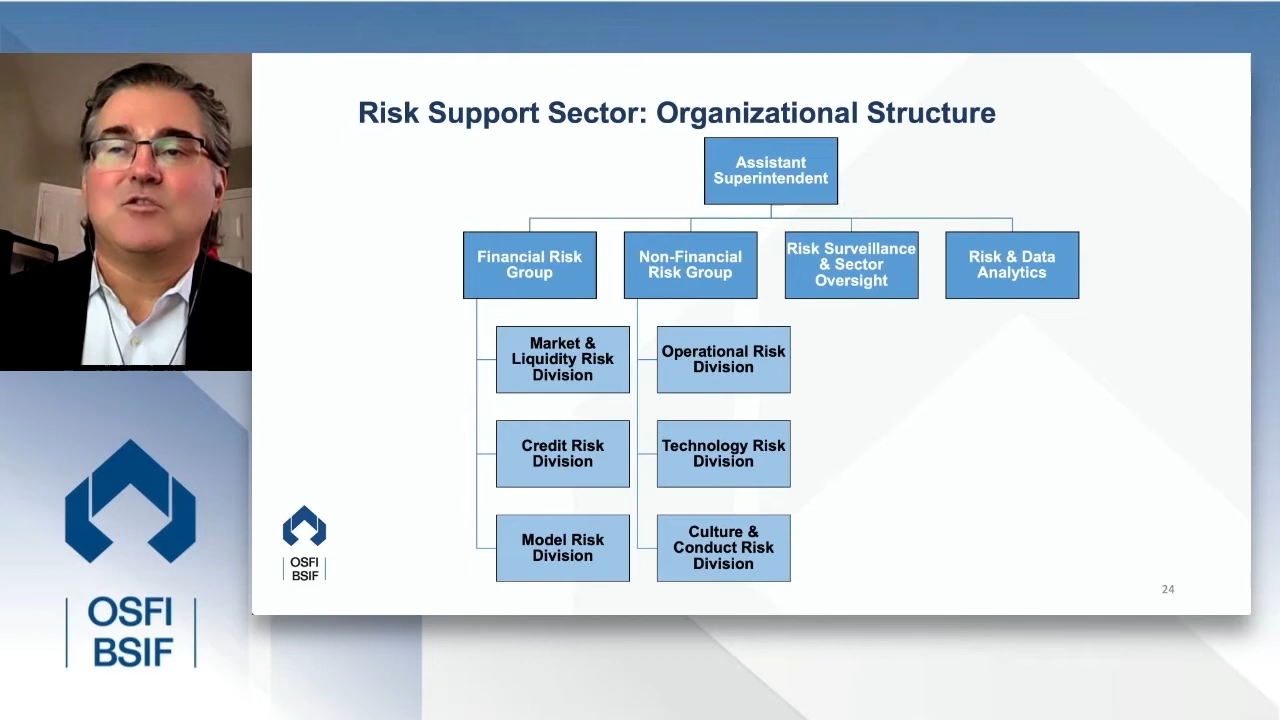 Risk Support Sector: Organizational Structure
Assistant
Superintendent
Financial Risk
Group
Non-Financial
Risk Group
Risk Surveillance
& Sector
Oversight
Risk & Data
Analytics
Market &
Liquidity Risk
Division
Operational Risk
Division
Credit Risk
Division
Technology Risk
Division
Model Risk
Division
Culture &
Conduct Risk
Division
OSFI
BSIF
24
OSFI
BSIF